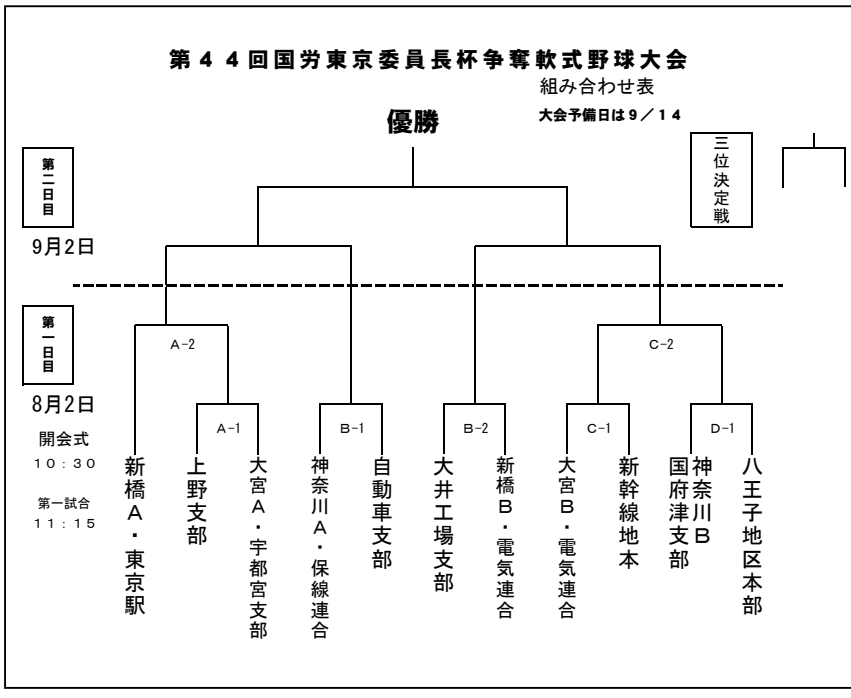 第４４回国労東京委員長杯争奪軟式野球大会
組み合わせ表
大会予備日は９／１４
優勝
三位決定戦
第二日目
9月2日
第一日目
8月2日
開会式
１０：３０
第一試合
１１：１５
Ａ-２
Ｃ-２
Ａ-１
Ｂ-１
Ｂ-２
Ｃ-１
Ｄ-１
新橋Ａ・東京駅
上野支部
大宮Ａ・宇都宮支部
神奈川Ａ・保線連合
自動車支部
大井工場支部
新橋Ｂ・電気連合
大宮Ｂ・電気連合
新幹線地本
神奈川Ｂ
国府津支部
八王子地区本部